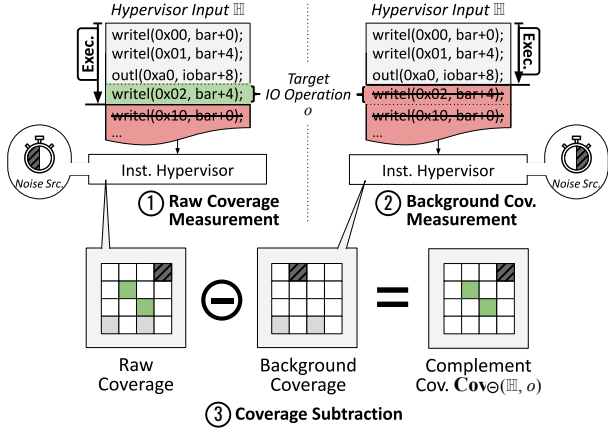 Hypervisor Input ℍ
writel(0x00, bar+0);
writel(0x01, bar+4);
outl(0xa0, iobar+8);
writel(0x02, bar+4);
writel(0x10, bar+0);
...
Exec.
Target
IO Operation
o
Hypervisor Input ℍ
writel(0x00, bar+0);
writel(0x01, bar+4);
outl(0xa0, iobar+8);
writel(0x02, bar+4);
writel(0x10, bar+0);
...
Exec.
Noise Src.
Inst. Hypervisor
Inst. Hypervisor
Noise Src.
1 Raw Coverage
Measurement
2 Background Cov.
Measurement
Raw
Coverage
Background
Coverage
Complement
Cov. Cov⊖(ℍ, o)
3 Coverage Subtraction